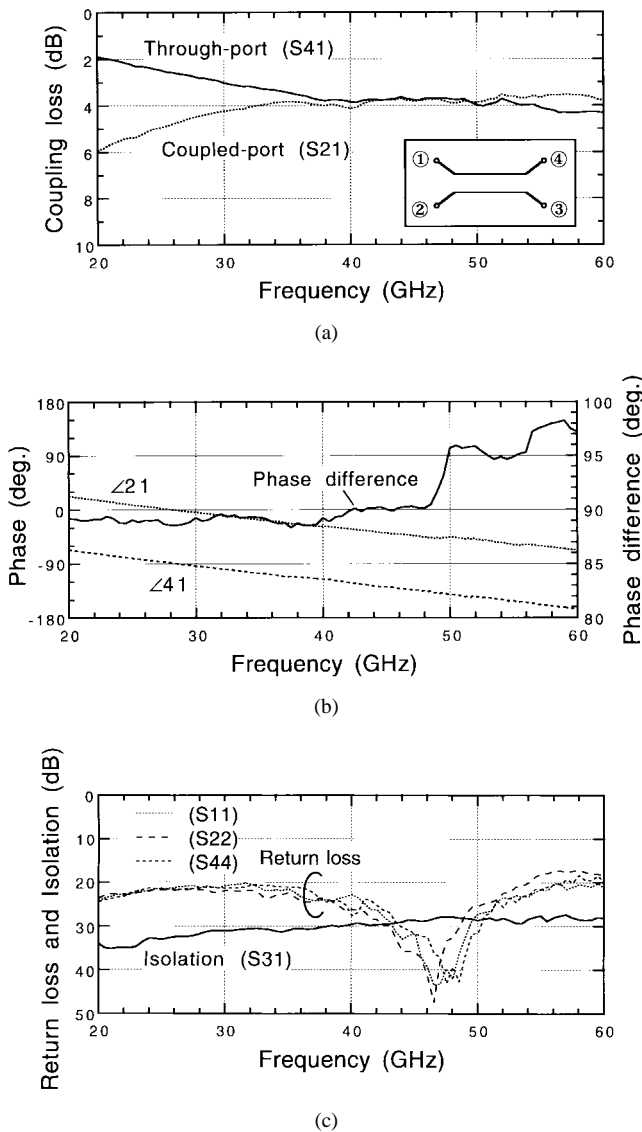 0
2
4
6
8
10
Coupling loss (dB)
Through-port (S41)
Coupled-port (S21)
① ④
② ③
20 30 40 50 60
Frequency (GHz)
(a)
180
90
0
-90
-180
Phase (deg.)
∠21
Phase difference
∠41
100
95
90
85
80
Phase difference (deg.)
20 30 40 50 60
Frequency (GHz)
(b)
0
10
20
30
40
50
Return loss and Isolation (dB)
(S11)
(S22)
(S44)
Return loss
Isolation (S31)
20 30 40 50 60
Frequency (GHz)
(c)